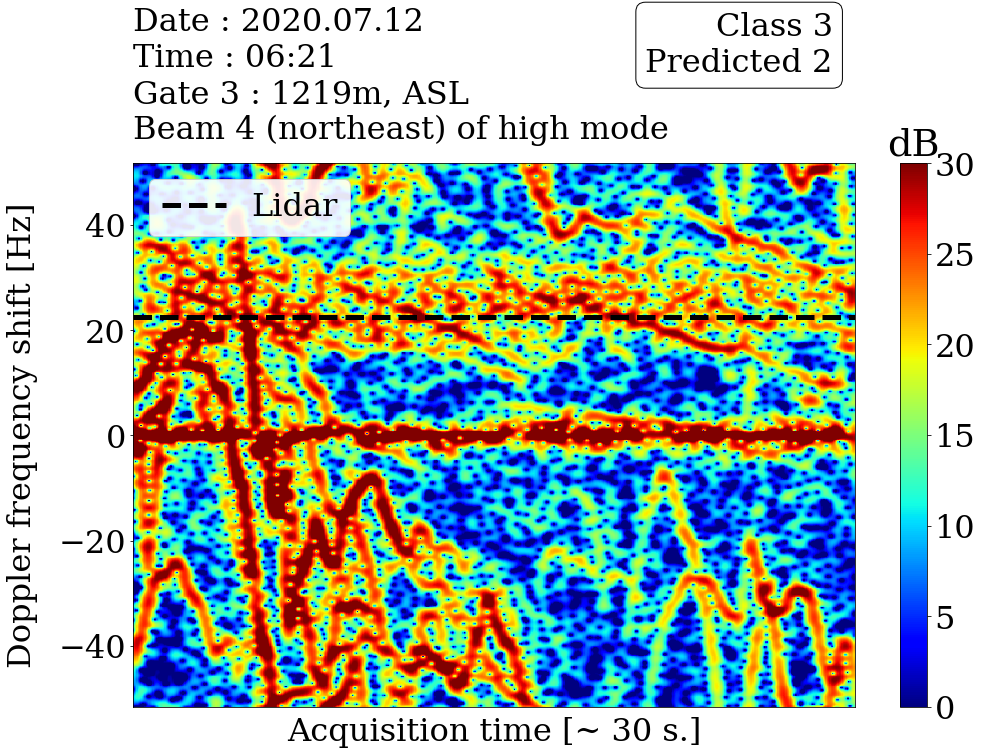 Date : 2020.07.12
Time : 06:21
Gate 3 : 1219m, ASL
Beam 4 (northeast) of high mode
Class 3
Predicted 2
dB
Lidar
Doppler frequency shift [Hz]
40
20
0
−20
−40
30
25
20
15
10
5
0
Acquisition time [~ 30 s.]